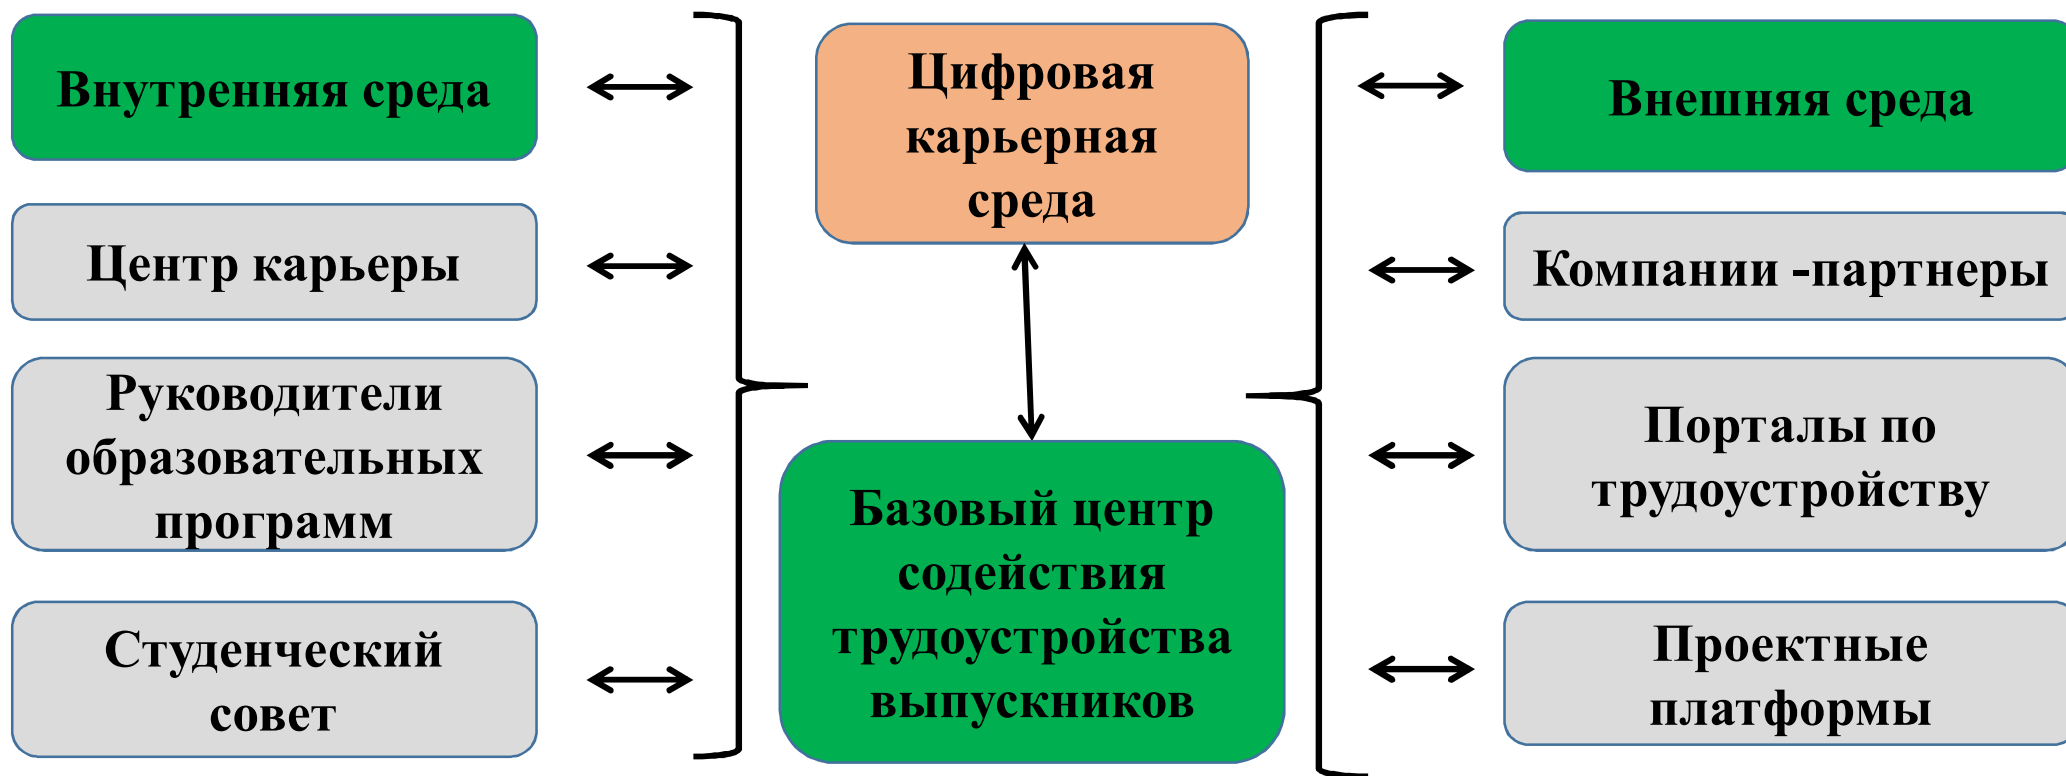 Внутренняя среда
Центр карьеры
Руководители
образовательных
программ
Студенческий
совет
Цифровая
карьерная
среда
Базовый центр
содействия
трудоустройства
выпускников
Внешняя среда
Компании -партнеры
Порталы по
трудоустройству
Проектные
платформы